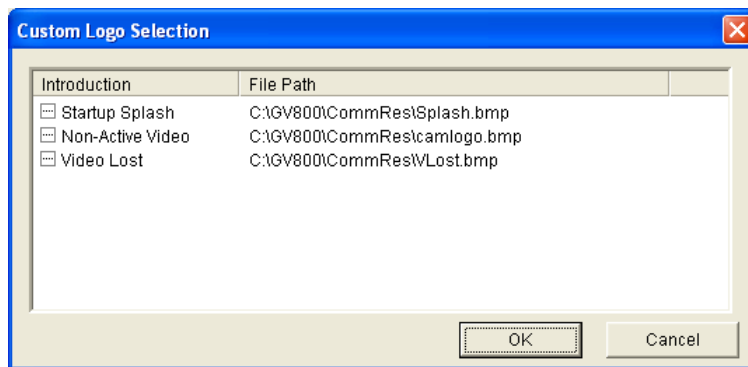 Custom Logo Selection
Introduction File Path
Startup Splash C:\GV800\CommRes\Splash.bmp
Non-Active Video C:\GV800\CommRes\camlogo.bmp
Video Lost C:\GV800\CommRes\VLost.bmp
OK Cancel